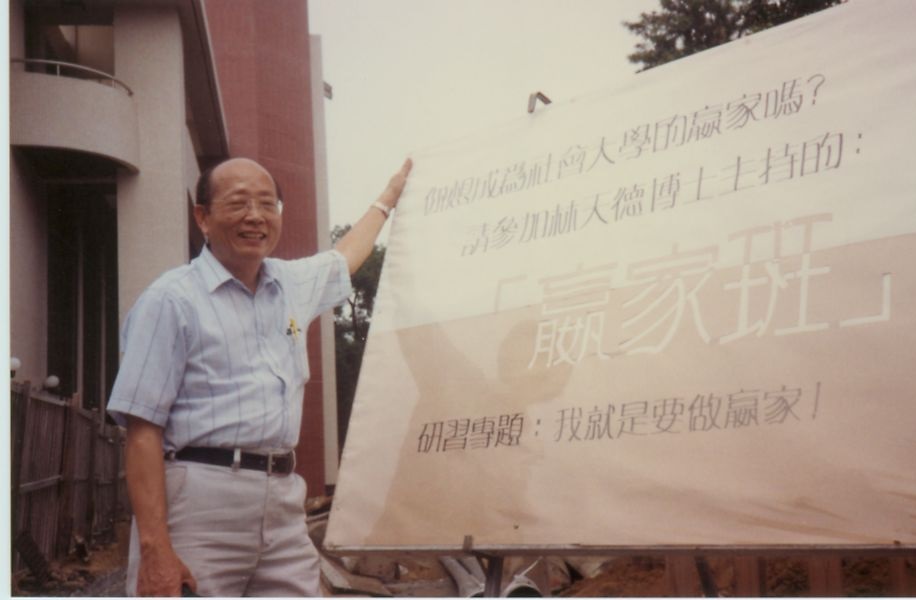 你想成為社會大學的贏家嗎?
請參加林天德博士主持的:
「贏家班」
研習專題:我就是要做贏家!